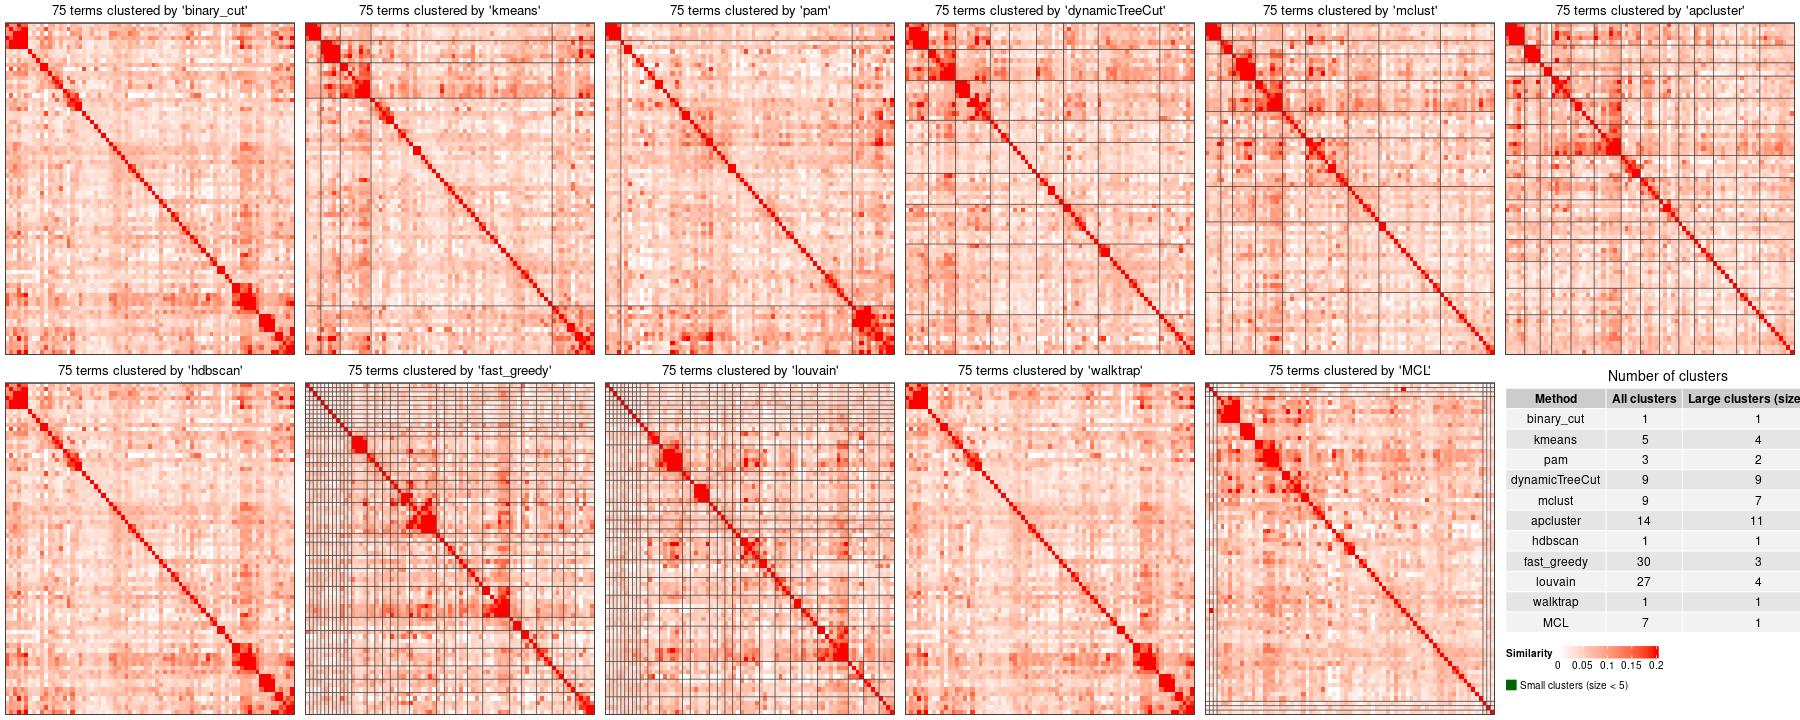 75 terms clustered by 'binary_cut'
75 terms clustered by 'kmeans'
75 terms clustered by 'pam'
75 terms clustered by 'dynamicTreeCut'
75 terms clustered by 'mclust'
75 terms clustered by 'apcluster'
75 terms clustered by 'hdbscan'
75 terms clustered by 'fast_greedy'
75 terms clustered by 'louvain'
75 terms clustered by 'walktrap'
75 terms clustered by 'MCL'
Number of clusters
Method All clusters Large clusters (size
binary_cut 1 1
kmeans 5 4
pam 3 2
dynamicTreeCut 9 9
mclust 9 7
apcluster 14 11
hdbscan 1 1
fast_greedy 30 3
louvain 27 4
walktrap 1 1
MCL 7 1
Similarity
0 0.05 0.1 0.15 0.2
Small clusters (size < 5)